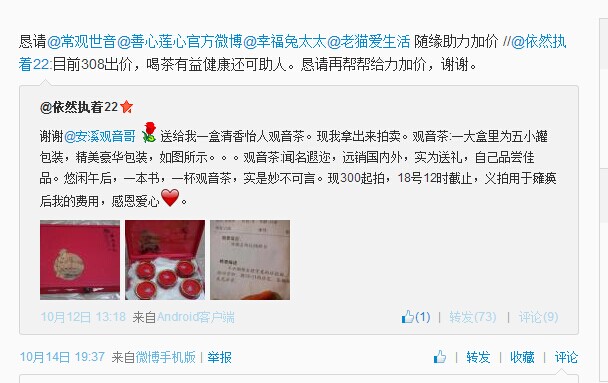 恳请@常观世音@善心莲心官方微博@幸福兔太太@老猫爱生活 随缘助力加价 //@依然执
着22:目前308出价，喝茶有益健康还可助人。恳请再帮帮给力加价，谢谢。
@依然执着22
谢谢@安溪观音哥 送给我一盒清香怡人观音茶。现我拿出来拍卖。观音茶:一大盒里为五小罐
包装，精美豪华包装，如图所示。。。观音茶:闻名遐迩，远销国内外，实为送礼，自己品尝佳
品。悠闲午后，一本书，一杯观音茶，实是妙不可言。现300起拍，18号12时截止，义拍用于瘫痪
后我的费用，感恩爱心。
10月12日 13:18 来自Android客户端 (1) | 转发(73) | 评论(9)
10月14日 19:37 来自微博手机版 | 举报 | 转发 | 收藏 | 评论